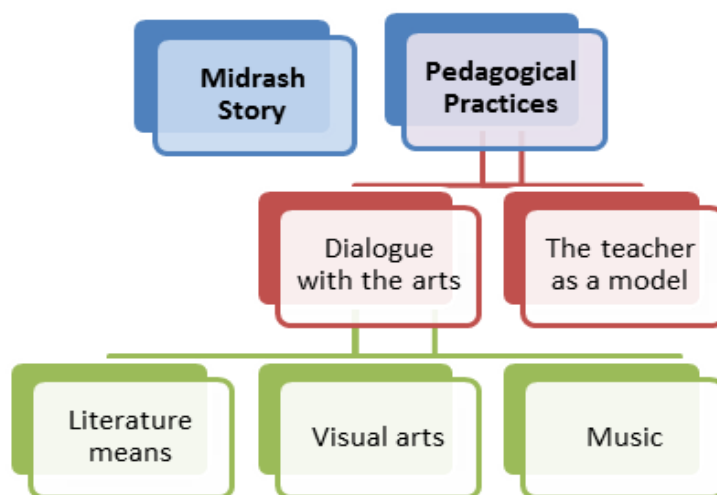 Midrash
Story
Pedagogical
Practices
Dialogue
with the arts
The teacher
as a model
Literature
means
Visual arts
Music